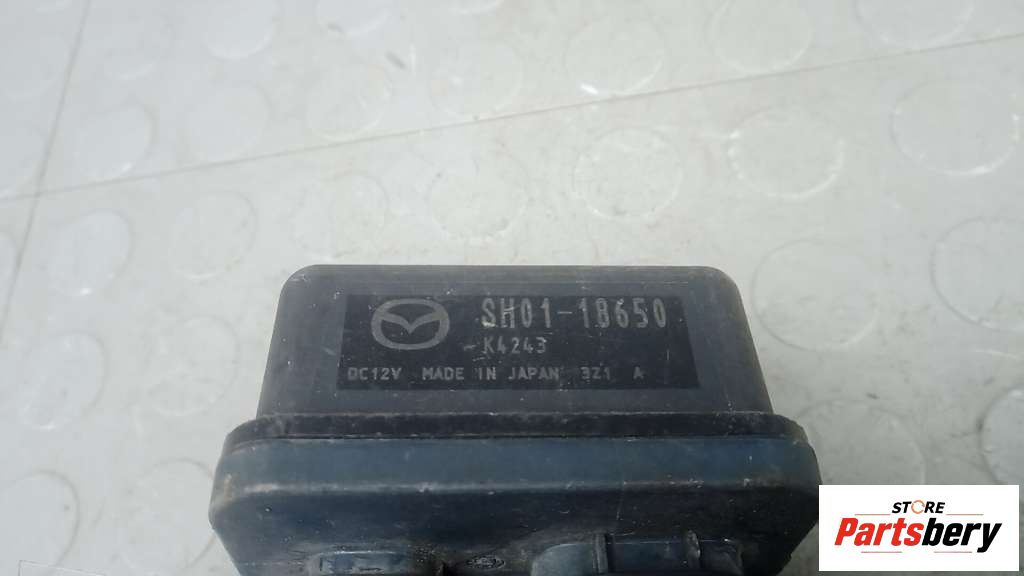 SH01-18650
K4243
DC12V MADE IN JAPAN 3Z1 A
STORE
Partsbery